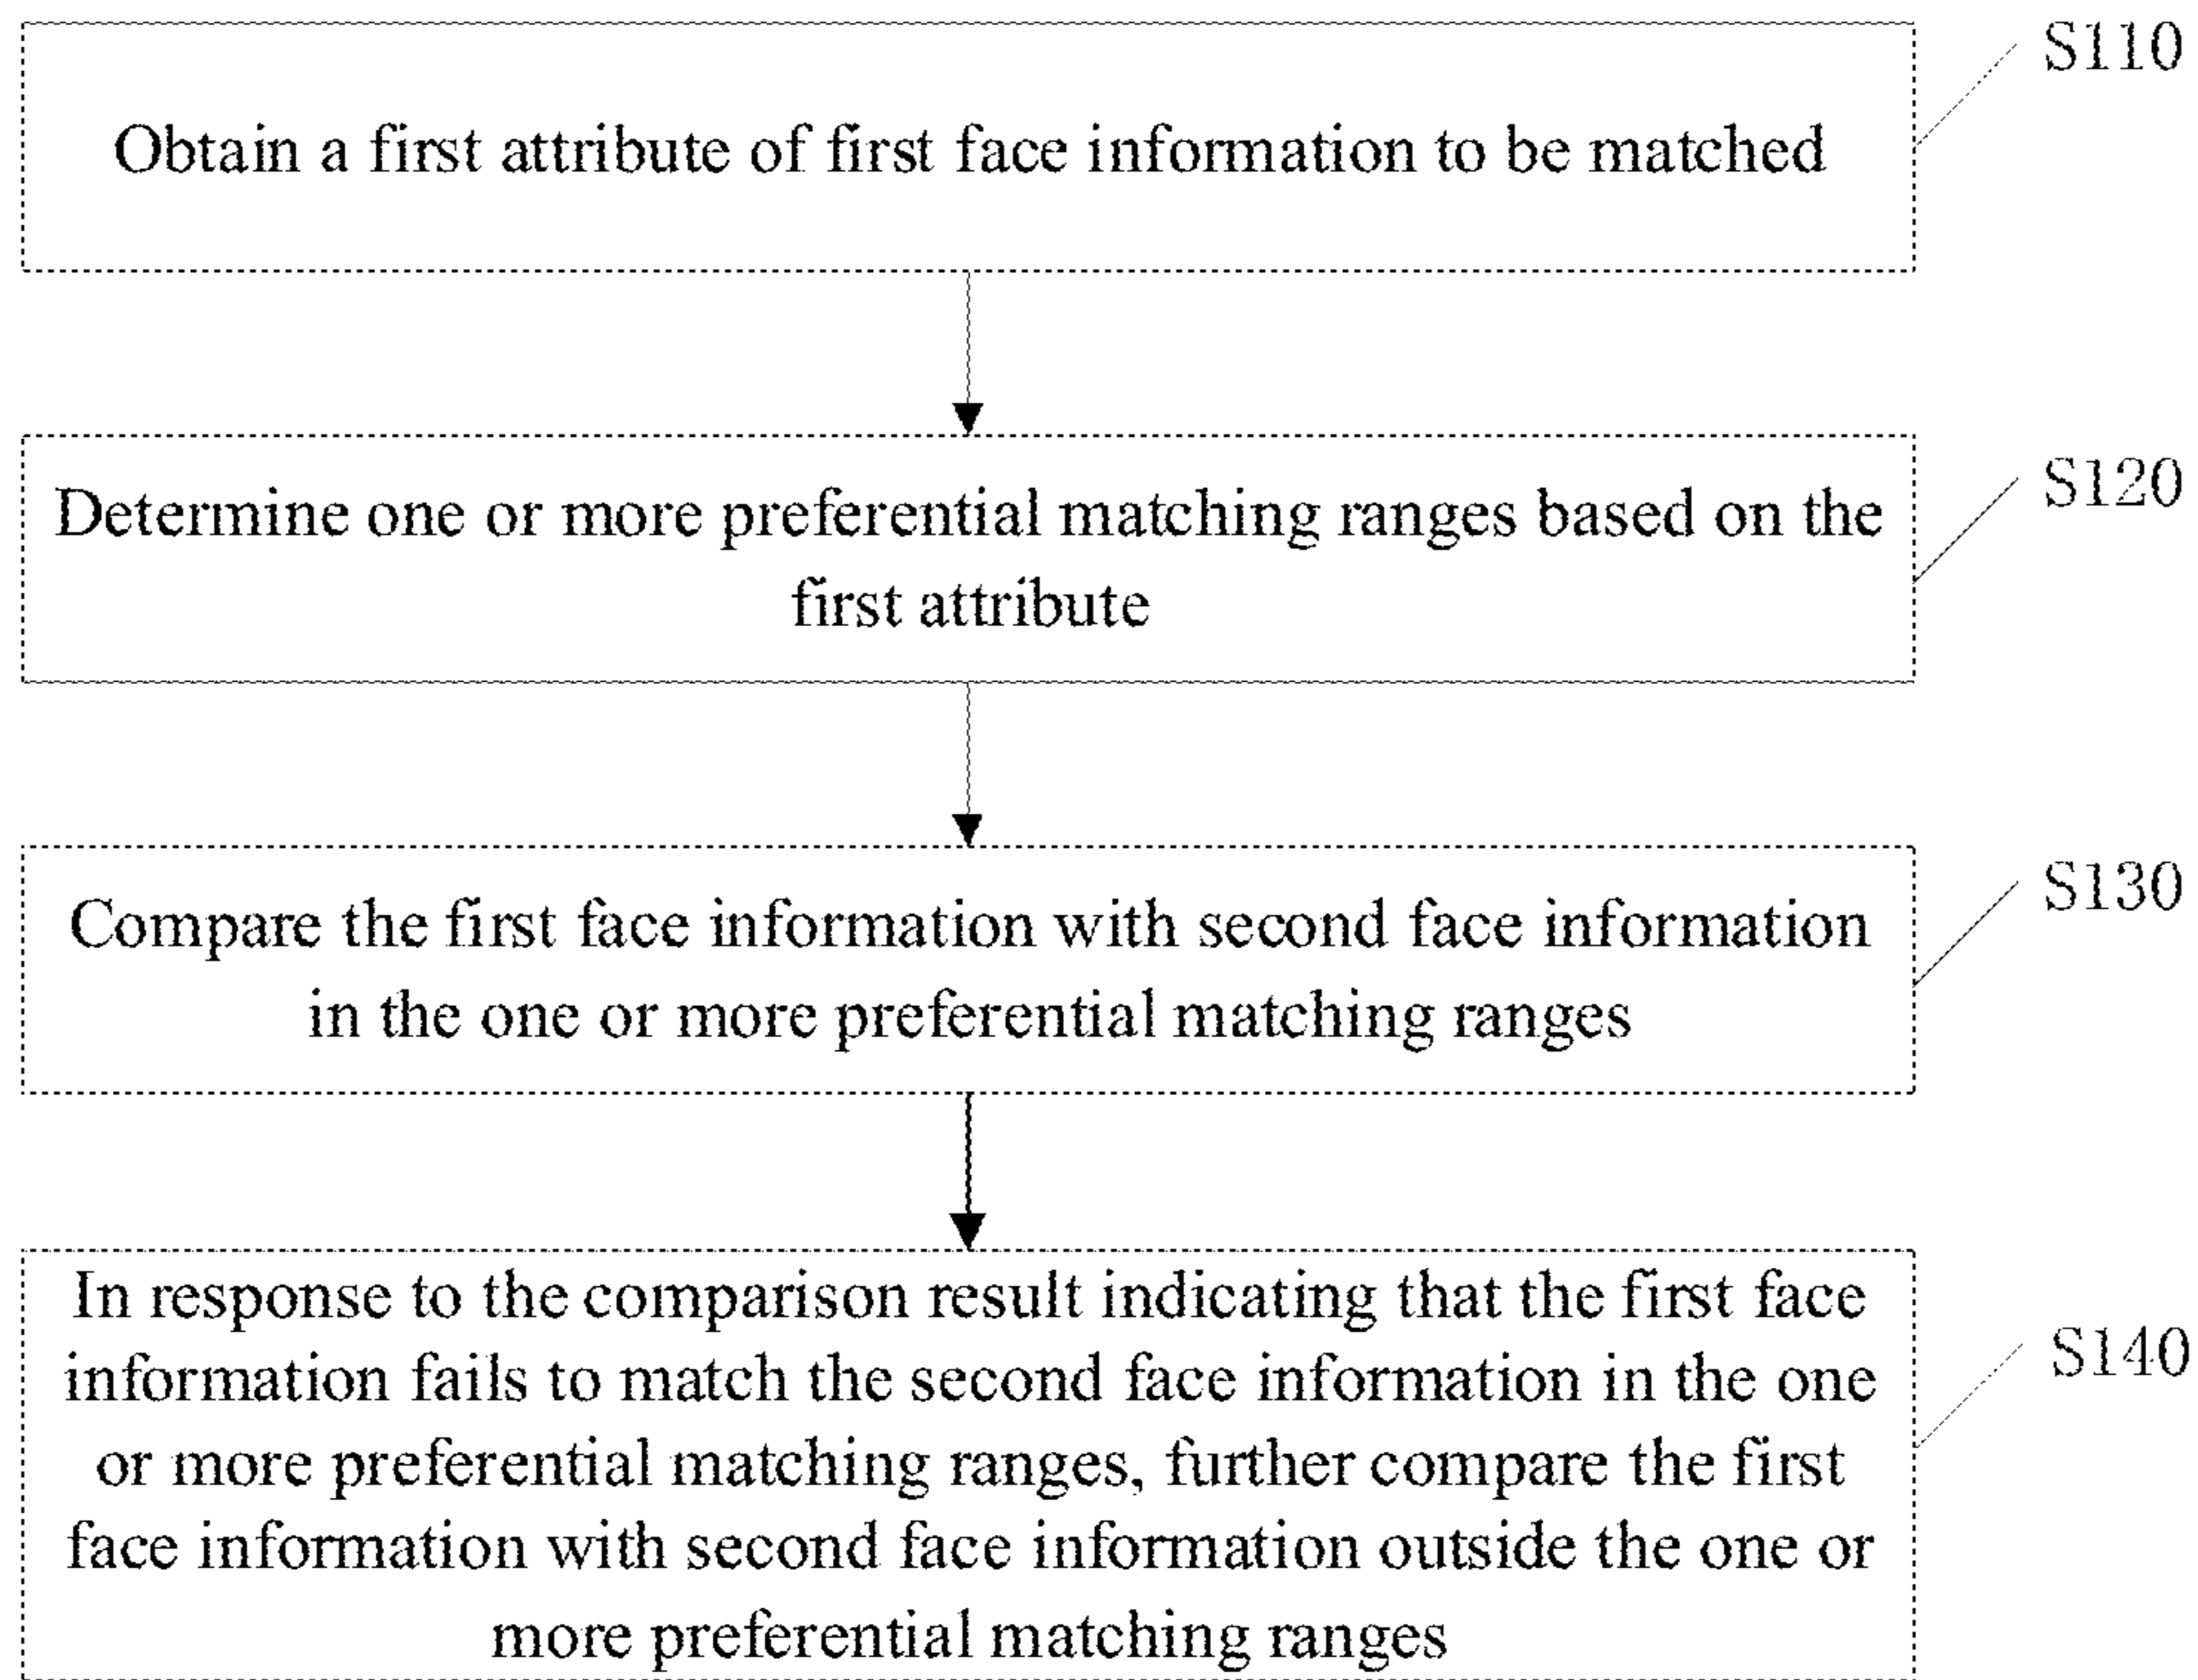 S110
Obtain a first attribute of first face information to be matched
S120
Determine one or more preferential matching ranges based on the
first attribute
S130
Compare the first face information with second face information
in the one or more preferential matching ranges
In response to the comparison result indicating that the first face
information fails to match the second face information in the one
S140
or more preferential matching ranges, further compare the first
face information with second face information outside the one or
more preferential matching ranges